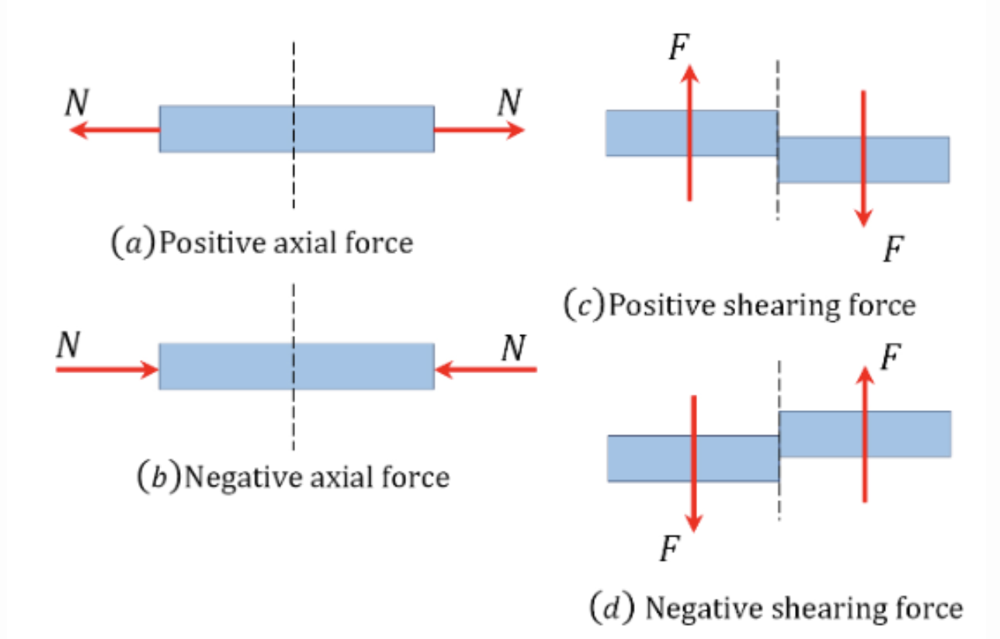 N
N
(a)Positive axial force
N
N
(b)Negative axial force
F
F
(c)Positive shearing force
F
F
(d) Negative shearing force